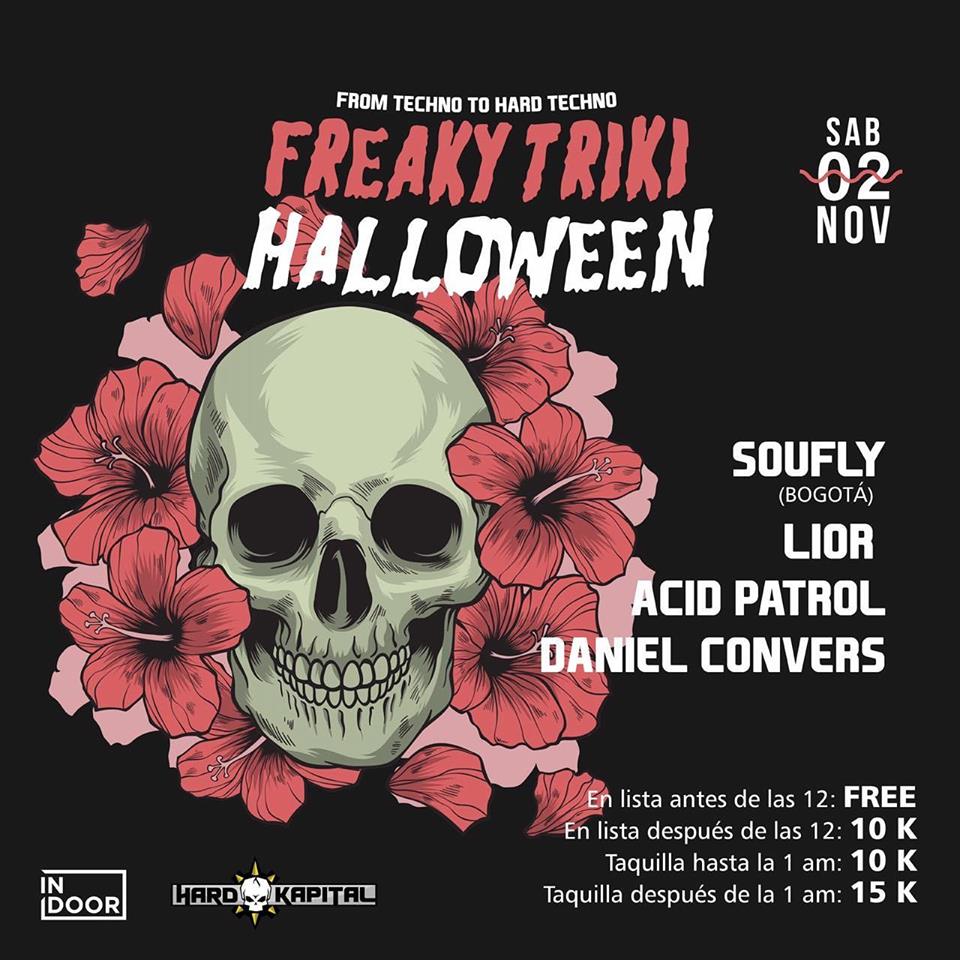 FROM TECHNO TO HARD TECHNO
FREAKY TRIKI
HALLOWEEN
SAB
02
NOV
SOUFLY
(BOGOTÁ)
LIOR
ACID PATROL
DANIEL CONVERS
En lista antes de las 12: FREE
En lista después de las 12: 10 K
Taquilla hasta la 1 am: 10 K
Taquilla después de la 1 am: 15 K
IN
DOOR
HARD KAPITAL